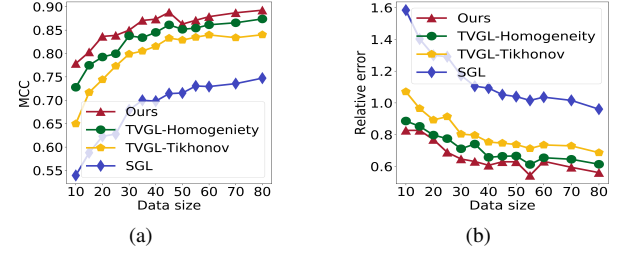 0.90
0.85
0.80
0.75
0.70
0.65
0.60
0.55
MCC
10 20 30 40 50 60 70 80
Data size
Ours
TVGL-Homogeniety
TVGL-Tikhonov
SGL
(a)
1.6
1.4
1.2
1.0
0.8
0.6
Relative error
10 20 30 40 50 60 70 80
Data size
Ours
TVGL-Homogeneity
TVGL-Tikhonov
SGL
(b)